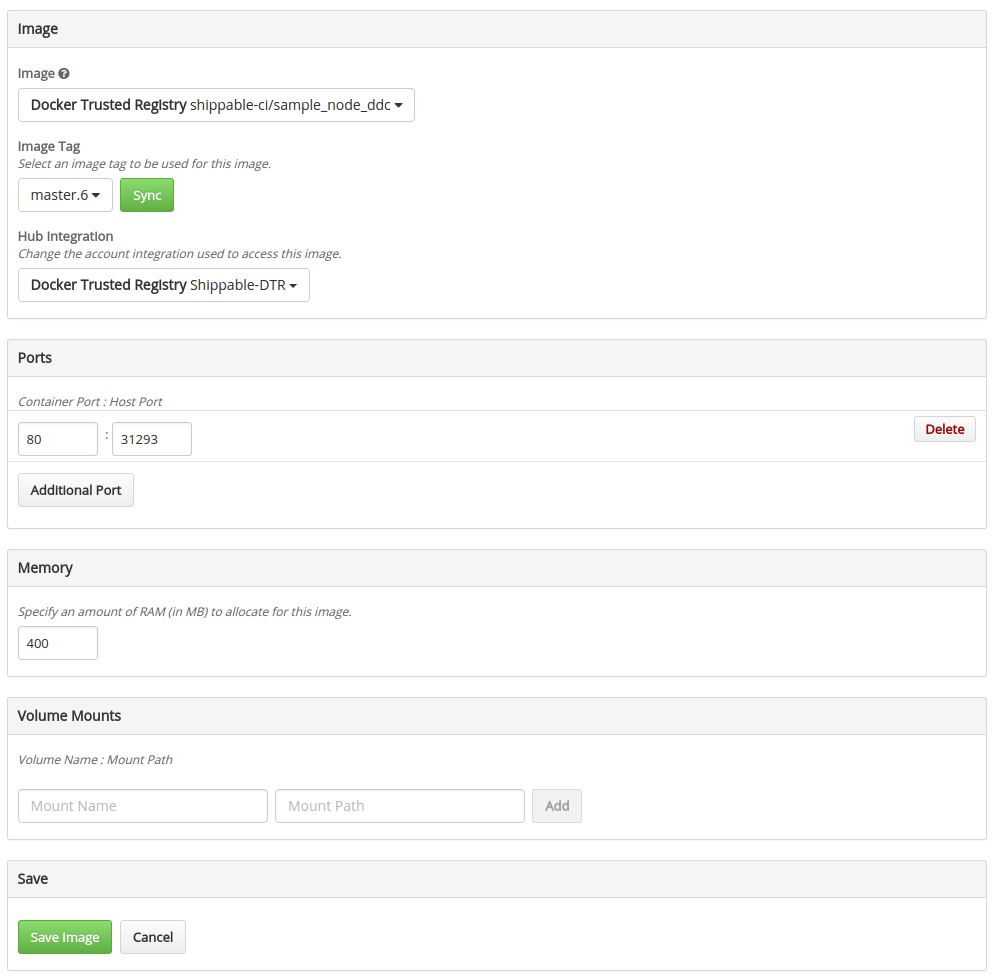 Image
Image
Docker Trusted Registry shippable-ci/sample_node_ddc
Image Tag
Select an image tag to be used for this image.
master.6 Sync
Hub Integration
Change the account integration used to access this image.
Docker Trusted Registry Shippable-DTR
Ports
Container Port : Host Port
80 : 31293 Delete
Additional Port
Memory
Specify an amount of RAM (in MB) to allocate for this image.
400
Volume Mounts
Volume Name : Mount Path
Mount Name Mount Path Add
Save
Save Image Cancel